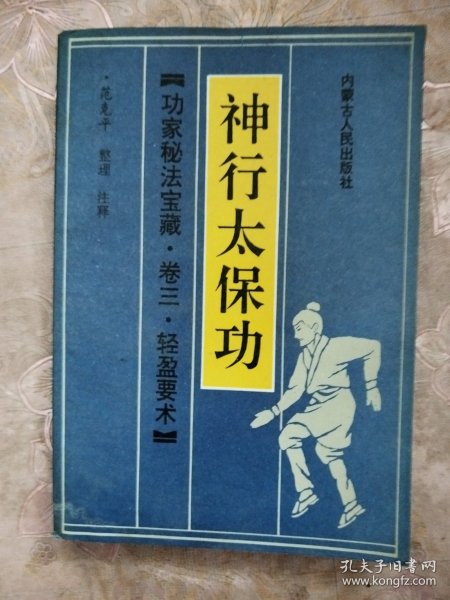 内蒙古人民出版社
神行太保功
【功家秘法宝藏·卷三·轻盈要术】
·范克平 整理 注释
孔夫子旧书网
kongfz.com